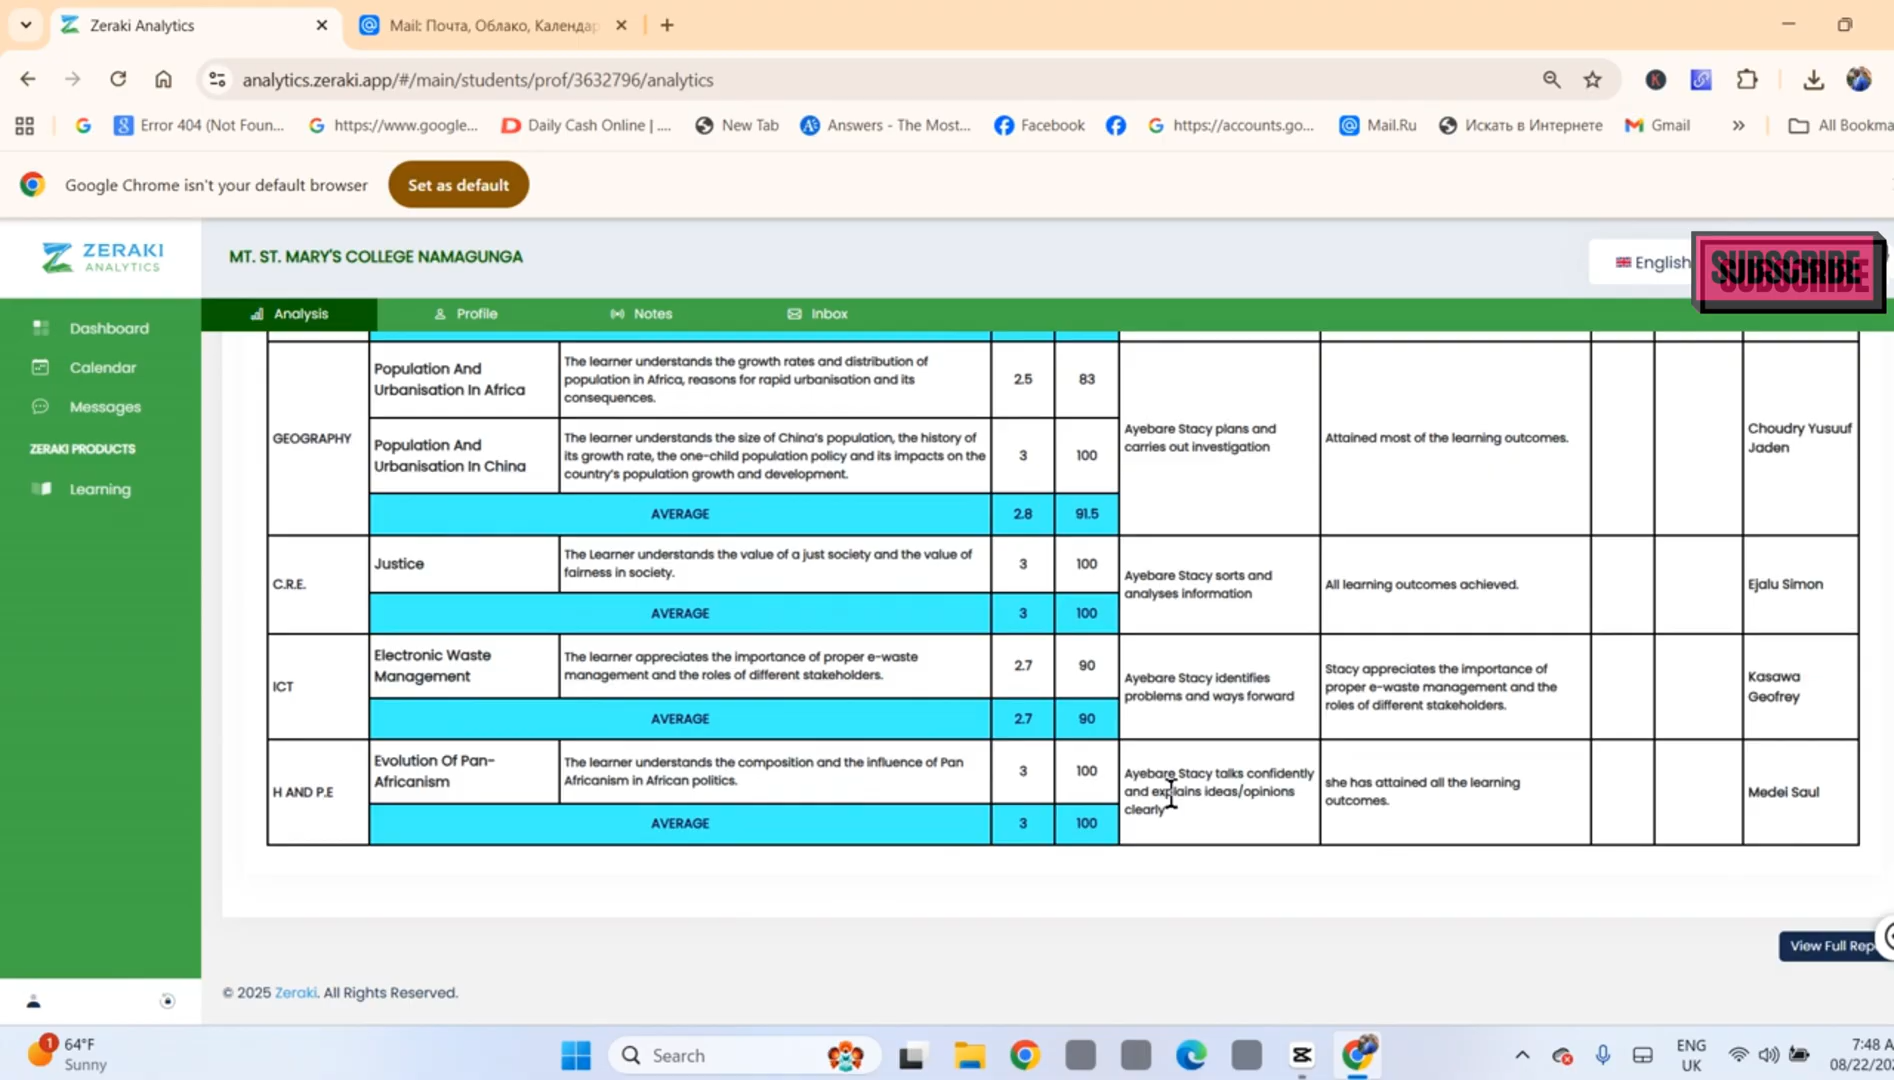 Zeraki Analytics
Mail: Почта, Облако, Календар
analytics.zeraki.app/#/main/students/prof/3632796/analytics
Error 404 (Not Foun...
https://www.google...
Daily Cash Online | ....
New Tab
Answers - The Most...
Facebook
https://accounts.go...
Mail.Ru
Искать в Интернете
Gmail
All Bookma
Google Chrome isn't your default browser
Set as default
ZERAKI
ANALYTICS
MT. ST. MARY'S COLLEGE NAMAGUNGA
English
SUBSCRIBE
Analysis
Profile
Notes
Inbox
Dashboard
Calendar
Messages
ZERAKI PRODUCTS
Learning
GEOGRAPHY
Population And
Urbanisation In Africa
The learner understands the growth rates and distribution of
population in Africa, reasons for rapid urbanisation and its
consequences.
2.5
83
Population And
Urbanisation In China
The learner understands the size of China's population, the history of
its growth rate, the one-child population policy and its impacts on the
country's population growth and development.
3
100
AVERAGE
2.8
91.5
Ayebare Stacy plans and
carries out investigation
Attained most of the learning outcomes.
Choudry Yusuuf
Jaden
C.R.E.
Justice
The Learner understands the value of a just society and the value of
fairness in society.
3
100
AVERAGE
3
100
Ayebare Stacy sorts and
analyses information
All learning outcomes achieved.
Ejalu Simon
ICT
Electronic Waste
Management
The learner appreciates the importance of proper e-waste
management and the roles of different stakeholders.
2.7
90
AVERAGE
2.7
90
Ayebare Stacy identifies
problems and ways forward
Stacy appreciates the importance of
proper e-waste management and the
roles of different stakeholders.
Kasawa
Geofrey
H AND P.E
Evolution Of Pan-
Africanism
The learner understands the composition and the influence of Pan
Africanism in African politics.
3
100
AVERAGE
3
100
Ayebare Stacy talks confidently
and explains ideas/opinions
clearly
she has attained all the learning
outcomes.
Medei Saul
View Full Rep
© 2025 Zeraki. All Rights Reserved.
1
64°F
Sunny
Search
ENG
UK
7:48 A
08/22/20